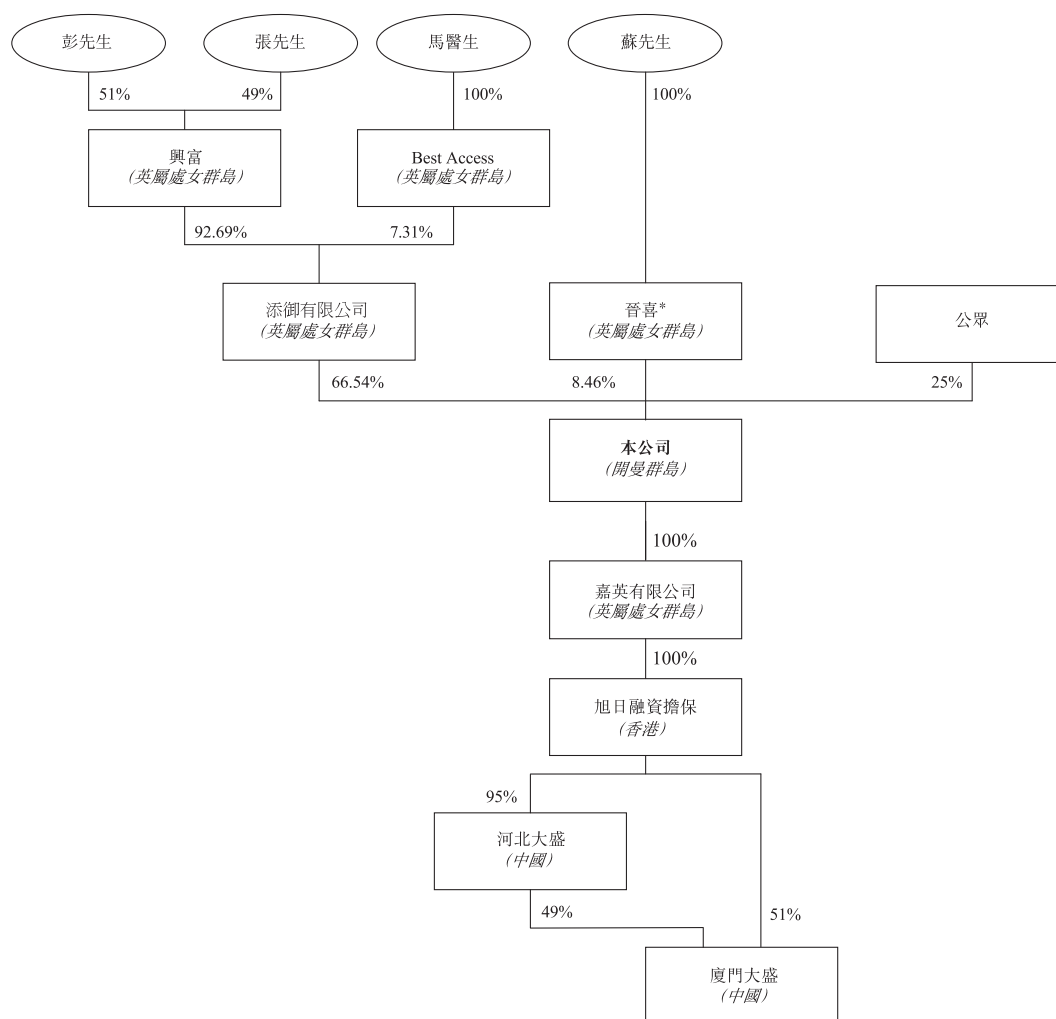 彭先生
張先生
馬醫生
蘇先生
51%
49%
100%
100%
興富
(英屬處女群島)
Best Access
(英屬處女群島)
92.69%
7.31%
添御有限公司
(英屬處女群島)
晉喜*
(英屬處女群島)
公眾
66.54%
8.46%
25%
本公司
(開曼群島)
100%
嘉英有限公司
(英屬處女群島)
100%
旭日融資擔保
(香港)
95%
河北大盛
(中國)
49%
51%
廈門大盛
(中國)